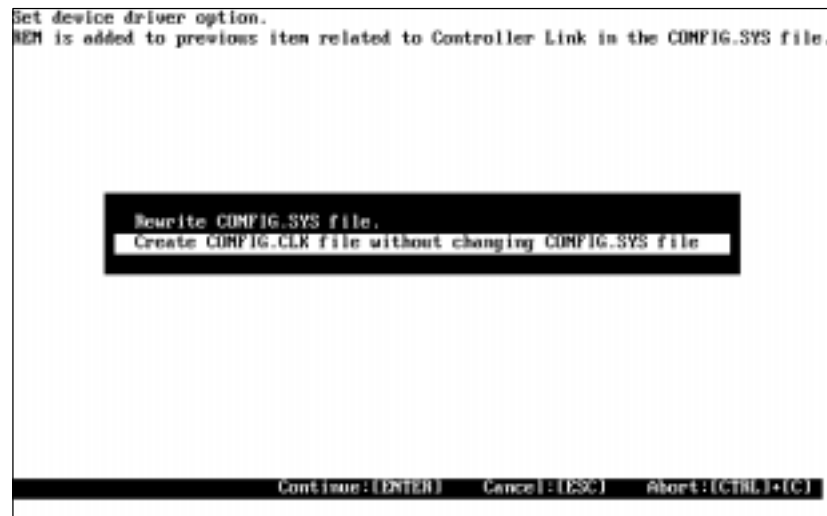 Set device driver option.
REM is added to previous item related to Controller Link in the CONFIG.SYS file.
Rewrite CONFIG.SYS file.
Create CONFIG.CLK file without changing CONFIG.SYS file
Continue:[ENTER] Cancel:[ESC] Abort:[CTRL]+[C]